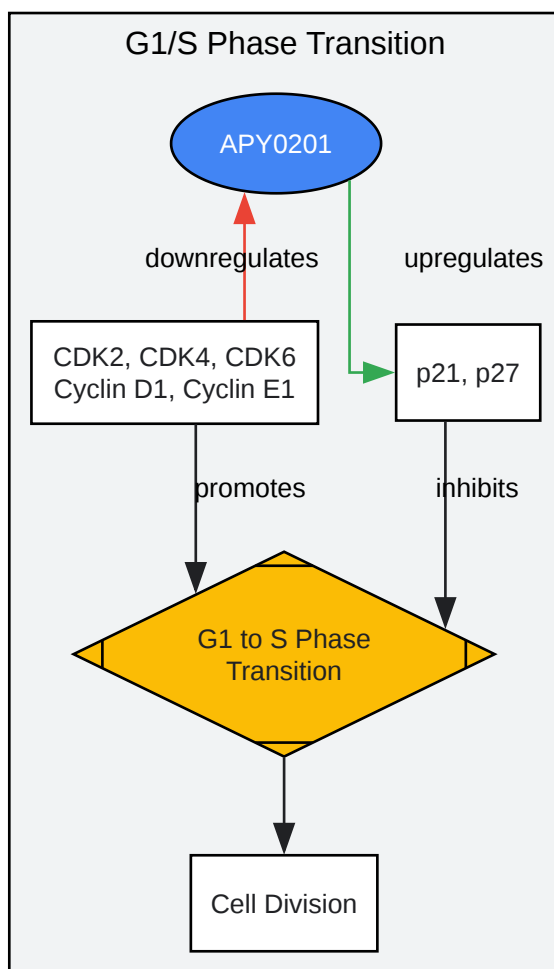 G1/S Phase Transition
APY0201
downregulates
upregulates
CDK2, CDK4, CDK6
Cyclin D1, Cyclin E1
p21, p27
promotes
inhibits
G1 to S Phase
Transition
Cell Division